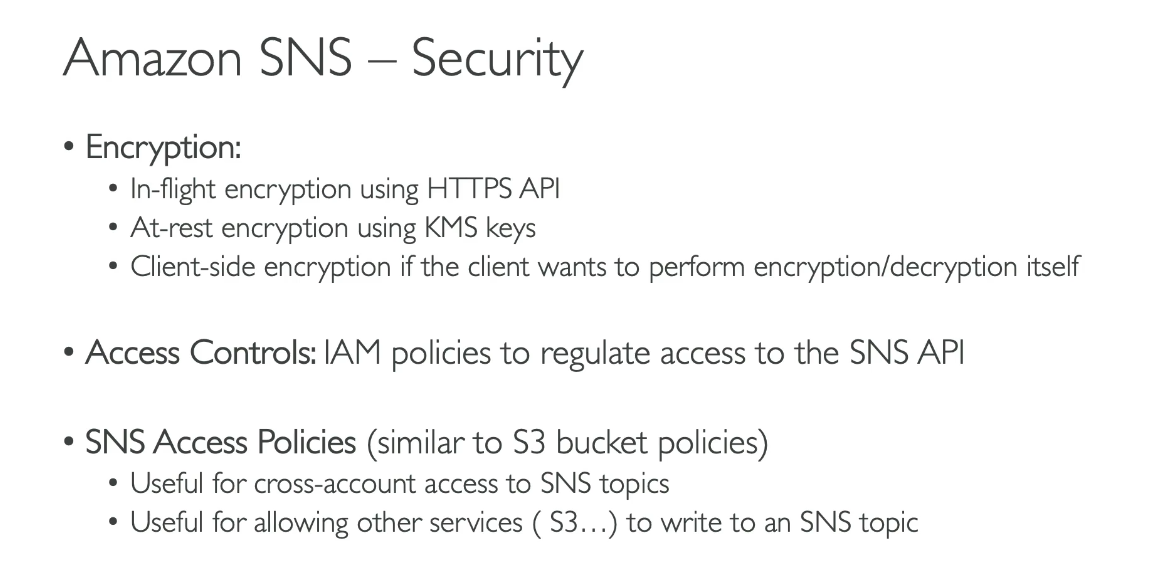 Amazon SNS – Security
• Encryption:
• In-flight encryption using HTTPS API
• At-rest encryption using KMS keys
• Client-side encryption if the client wants to perform encryption/decryption itself
• Access Controls: IAM policies to regulate access to the SNS API
• SNS Access Policies (similar to S3 bucket policies)
• Useful for cross-account access to SNS topics
• Useful for allowing other services ( S3…) to write to an SNS topic